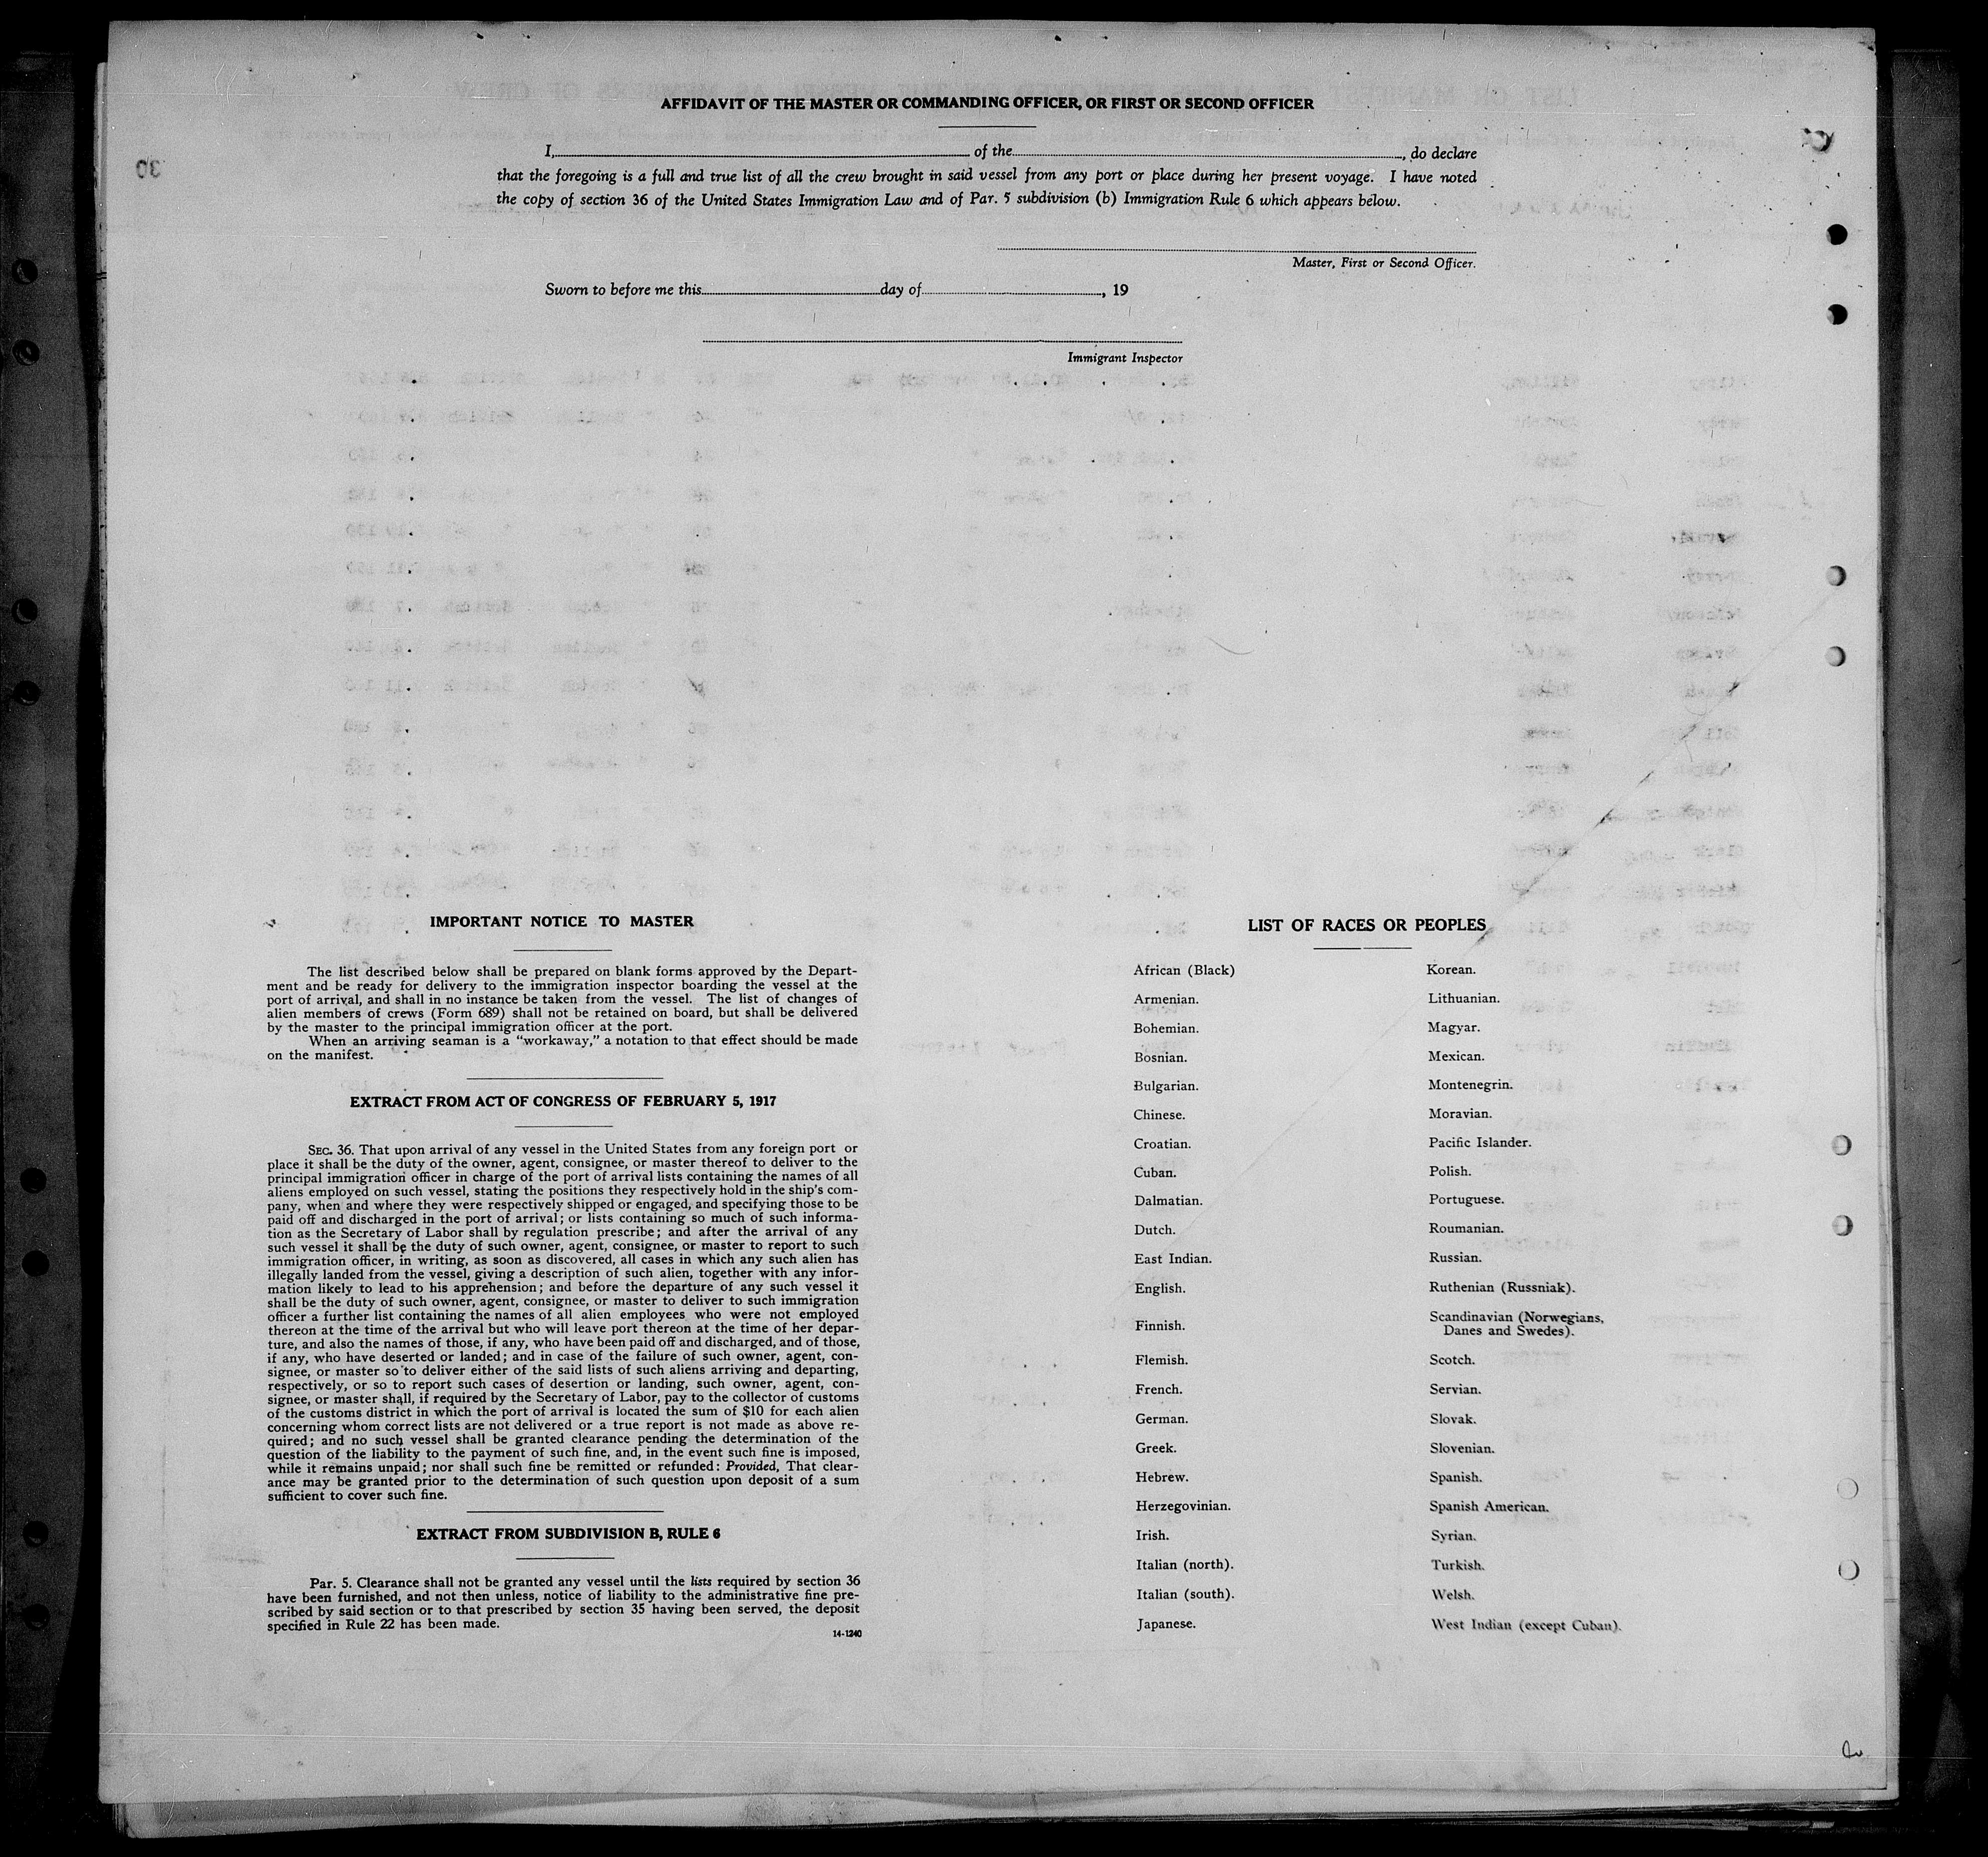 AFFIDAVIT OF THE MASTER OR COMMANDING OFFICER, OR FIRST OR SECOND OFFICER
I, of the , do declare
that the foregoing is a full and true list of all the crew brought in said vessel from any port or place during her present voyage. I have noted
the copy of section 36 of the United States Immigration Law and of Par. 5 subdivision (b) Immigration Rule 6 which appears below.
Master, First or Second Officer.
Sworn to before me this day of , 19
Immigrant Inspector
IMPORTANT NOTICE TO MASTER
The list described below shall be prepared on blank forms approved by the Depart-
ment and be ready for delivery to the immigration inspector boarding the vessel at the
port of arrival, and shall in no instance be taken from the vessel. The list of changes of
alien members of crews (Form 689) shall not be retained on board, but shall be delivered
by the master to the principal immigration officer at the port.
When an arriving seaman is a "workaway," a notation to that effect should be made
on the manifest.
EXTRACT FROM ACT OF CONGRESS OF FEBRUARY 5, 1917
SEC. 36. That upon arrival of any vessel in the United States from any foreign port or
place it shall be the duty of the owner, agent, consignee, or master thereof to deliver to the
principal immigration officer in charge of the port of arrival lists containing the names of all
aliens employed on such vessel, stating the positions they respectively hold in the ship's com-
pany, when and where they were respectively shipped or engaged, and specifying those to be
paid off and discharged in the port of arrival; or lists containing so much of such informa-
tion as the Secretary of Labor shall by regulation prescribe; and after the arrival of any
such vessel it shall be the duty of such owner, agent, consignee, or master to report to such
immigration officer, in writing, as soon as discovered, all cases in which any such alien has
illegally landed from the vessel, giving a description of such alien, together with any infor-
mation likely to lead to his apprehension; and before the departure of any such vessel it
shall be the duty of such owner, agent, consignee, or master to deliver to such immigration
officer a further list containing the names of all alien employees who were not employed
thereon at the time of the arrival but who will leave port thereon at the time of her depar-
ture, and also the names of those, if any, who have been paid off and discharged, and of those,
if any, who have deserted or landed; and in case of the failure of such owner, agent, con-
signee, or master so to deliver either of the said lists of such aliens arriving and departing,
respectively, or so to report such cases of desertion or landing, such owner, agent, con-
signee, or master shall, if required by the Secretary of Labor, pay to the collector of customs
of the customs district in which the port of arrival is located the sum of $10 for each alien
concerning whom correct lists are not delivered or a true report is not made as above re-
quired; and no such vessel shall be granted clearance pending the determination of the
question of the liability to the payment of such fine, and, in the event such fine is imposed,
while it remains unpaid; nor shall such fine be remitted or refunded: Provided, That clear-
ance may be granted prior to the determination of such question upon deposit of a sum
sufficient to cover such fine.
EXTRACT FROM SUBDIVISION B, RULE 6
Par. 5. Clearance shall not be granted any vessel until the lists required by section 36
have been furnished, and not then unless, notice of liability to the administrative fine pre-
scribed by said section or to that prescribed by section 35 having been served, the deposit
specified in Rule 22 has been made.
14-1240
LIST OF RACES OR PEOPLES
African (Black)
Armenian.
Bohemian.
Bosnian.
Bulgarian.
Chinese.
Croatian.
Cuban.
Dalmatian.
Dutch.
East Indian.
English.
Finnish.
Flemish.
French.
German.
Greek.
Hebrew.
Herzegovinian.
Irish.
Italian (north).
Italian (south).
Japanese.
Korean.
Lithuanian.
Magyar.
Mexican.
Montenegrin.
Moravian.
Pacific Islander.
Polish.
Portuguese.
Roumanian.
Russian.
Ruthenian (Russniak).
Scandinavian (Norwegians,
Danes and Swedes).
Scotch.
Servian.
Slovak.
Slovenian.
Spanish.
Spanish American.
Syrian.
Turkish.
Welsh.
West Indian (except Cuban).